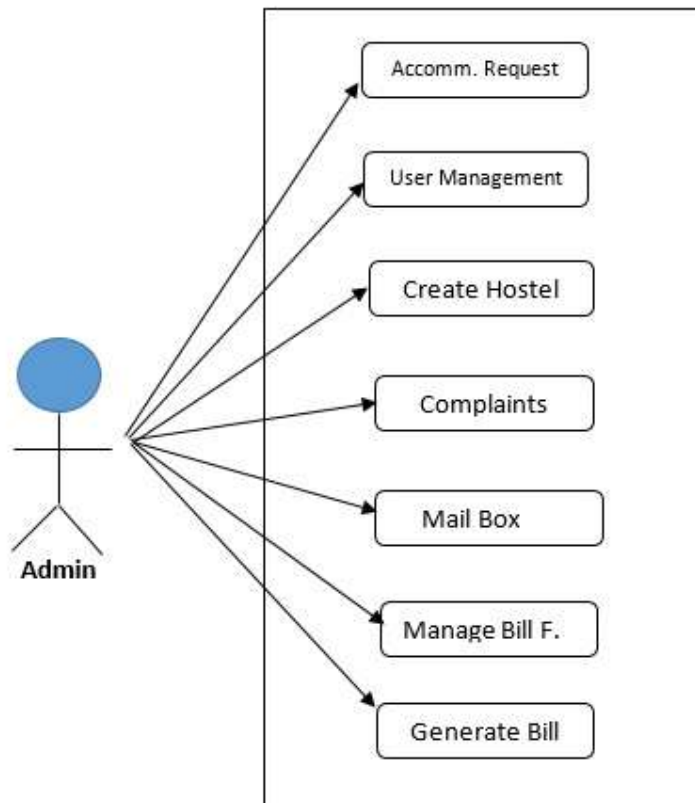 Accomm. Request
User Management
Create Hostel
Complaints
Mail Box
Admin
Manage Bill F.
Generate Bill